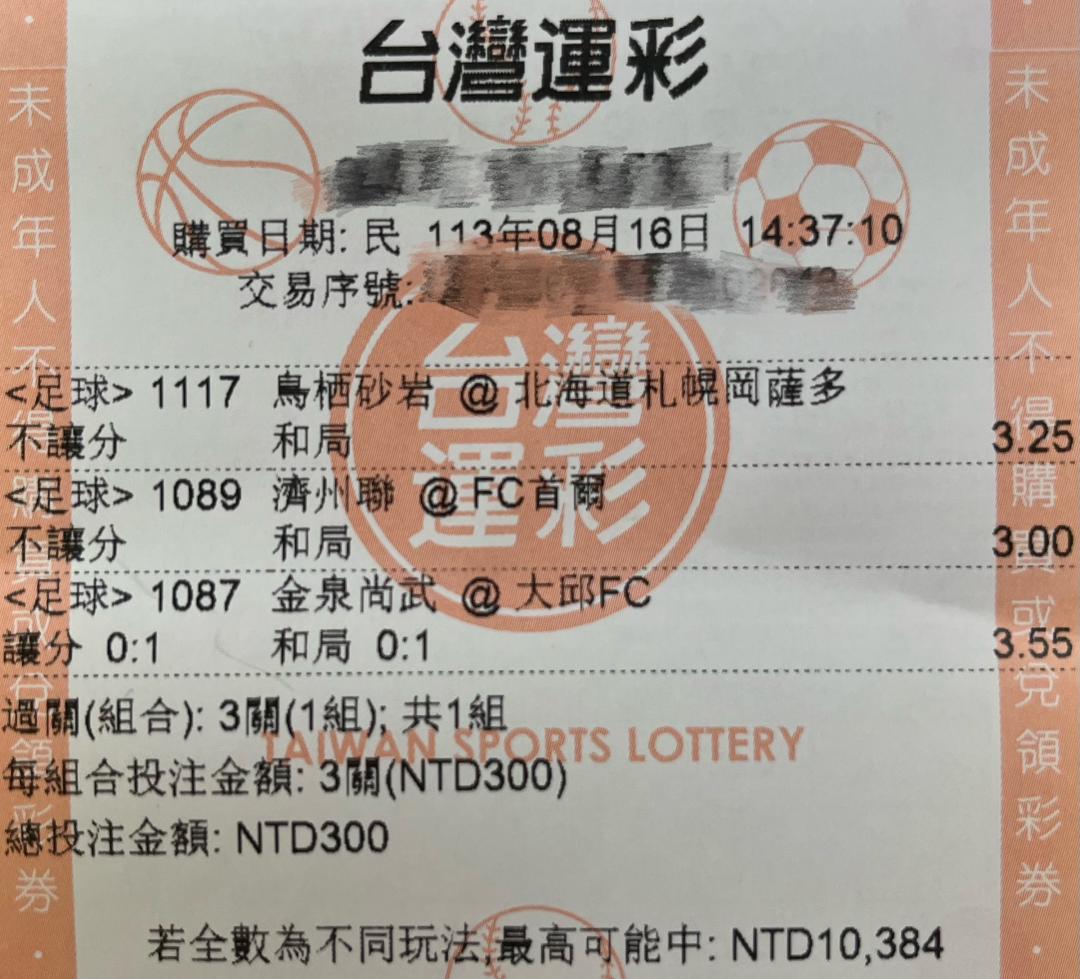 台灣運彩
購買日期: 民 113年08月16日 14:37:10
交易序號:
<足球> 1117 鳥栖砂岩 @ 北海道札幌岡薩多
不讓分 和局 3.25
<足球> 1089 濟州聯 @ FC首爾
不讓分 和局 3.00
<足球> 1087 金泉尚武 @ 大邱FC
讓分 0:1 和局 0:1 3.55
過關(組合): 3關(1組); 共1組
每組合投注金額: 3關(NTD300)
總投注金額: NTD300
若全數為不同玩法,最高可能中: NTD10,384
台灣運彩
TAIWAN SPORTS LOTTERY
未成年人不得購買或兌領彩券
未成年人不得購買或兌領彩券